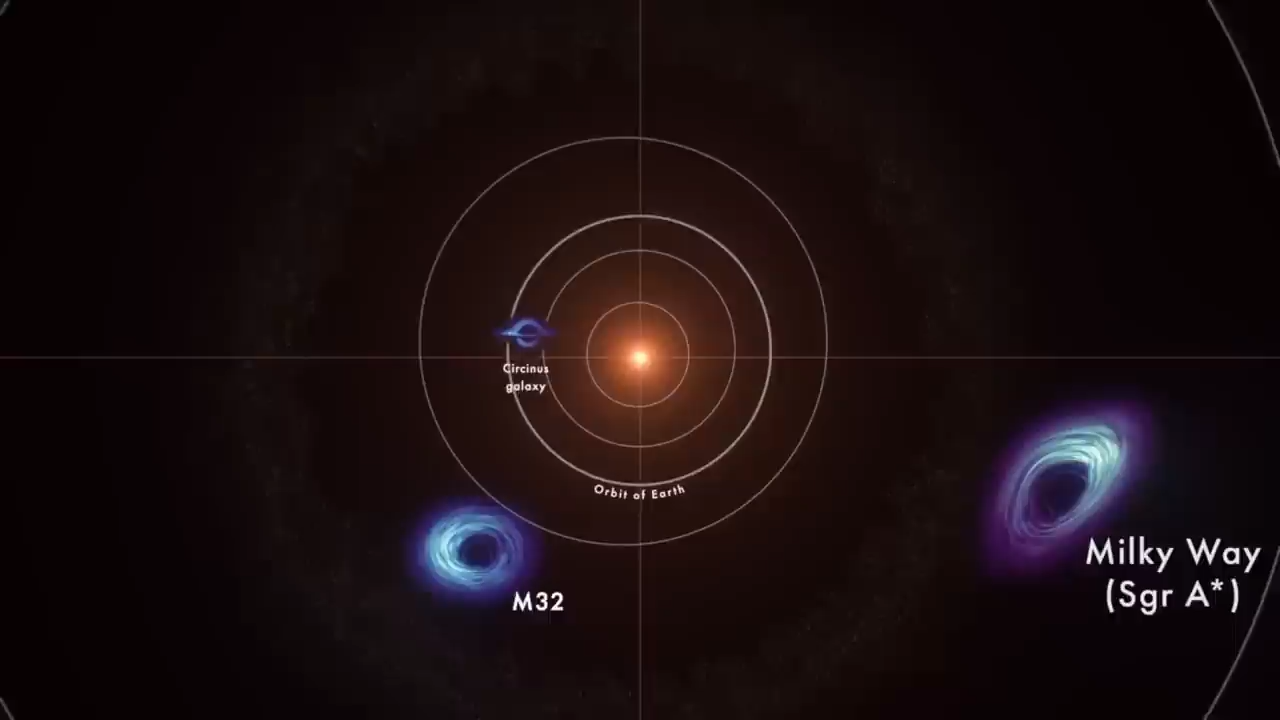 Circinus
galaxy
Orbit of Earth
Milky Way
(Sgr A*)
M32